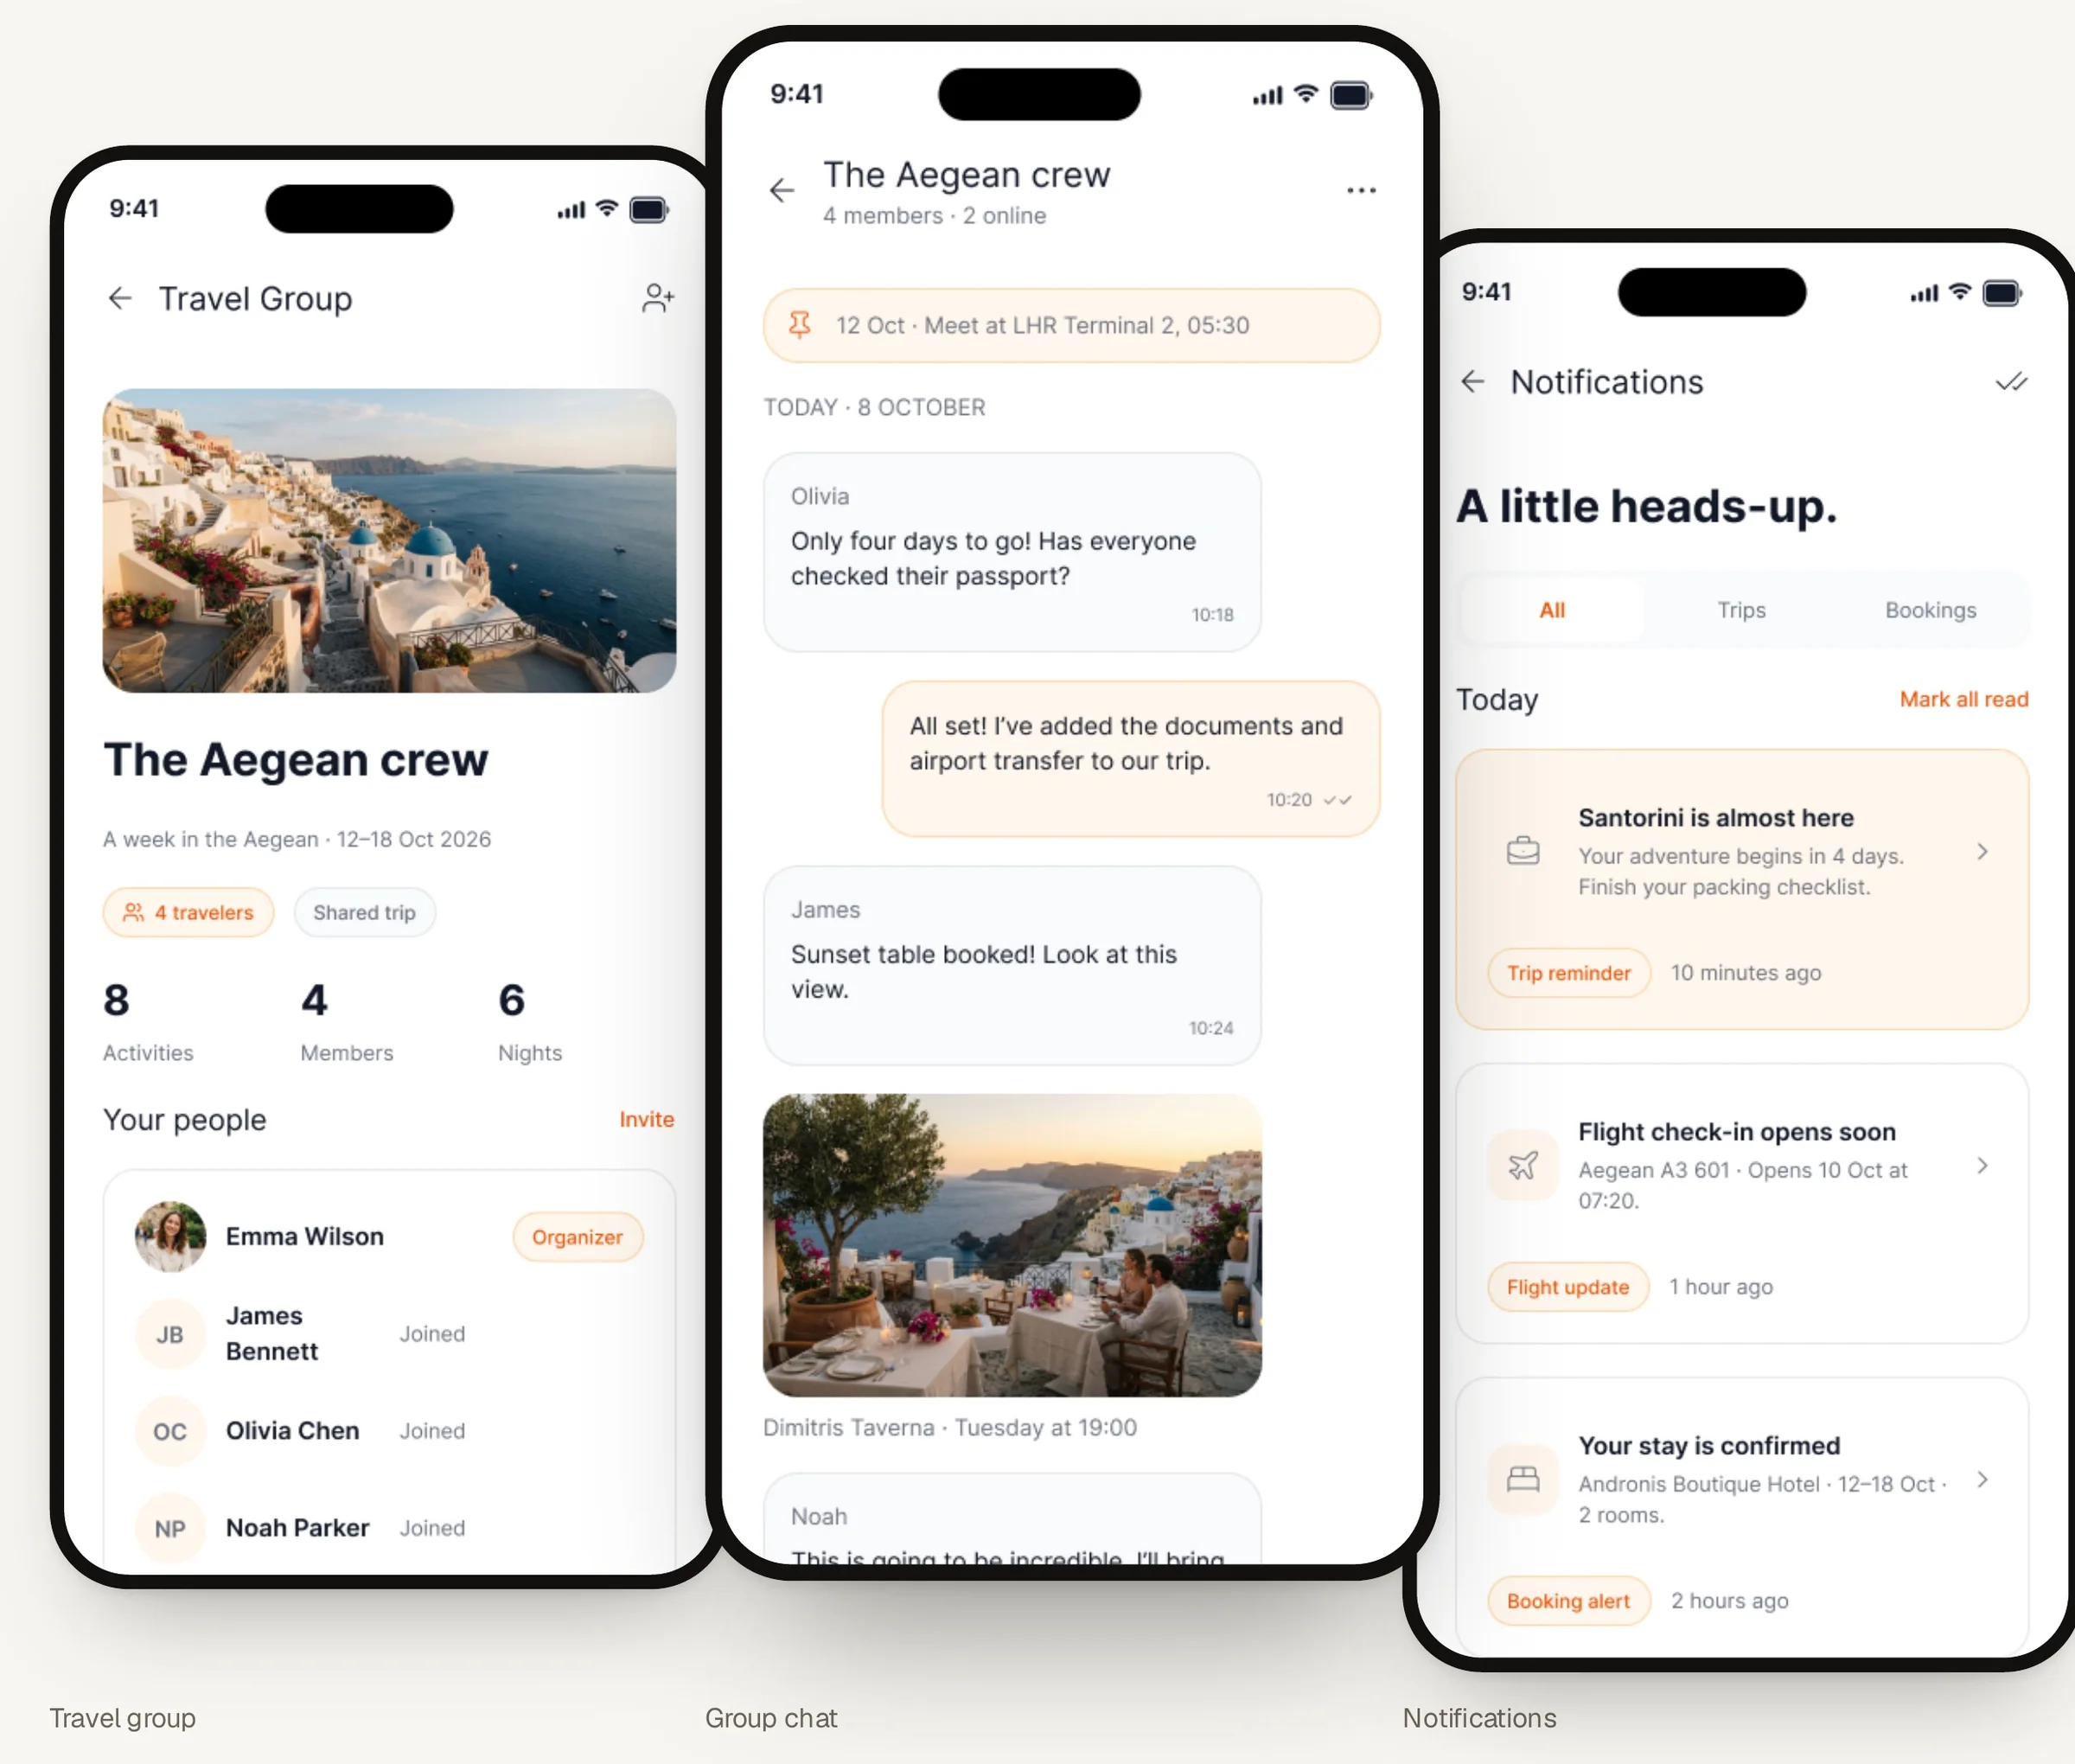 9:41
Travel Group
The Aegean crew
A week in the Aegean · 12–18 Oct 2026
4 travelers
Shared trip
8
4
6
Activities
Members
Nights
Your people
Invite
Emma Wilson
Organizer
JB
James
Bennett
Joined
OC
Olivia Chen
Joined
NP
Noah Parker
Joined
Travel group
9:41
The Aegean crew
4 members · 2 online
12 Oct · Meet at LHR Terminal 2, 05:30
TODAY · 8 OCTOBER
Olivia
Only four days to go! Has everyone
checked their passport?
10:18
All set! I’ve added the documents and
airport transfer to our trip.
10:20
James
Sunset table booked! Look at this
view.
10:24
Dimitris Taverna · Tuesday at 19:00
Noah
This is going to be incredible. I’ll bring
Group chat
9:41
Notifications
A little heads-up.
All
Trips
Bookings
Today
Mark all read
Santorini is almost here
Your adventure begins in 4 days.
Finish your packing checklist.
Trip reminder
10 minutes ago
Flight check-in opens soon
Aegean A3 601 · Opens 10 Oct at
07:20.
Flight update
1 hour ago
Your stay is confirmed
Andronis Boutique Hotel · 12–18 Oct ·
2 rooms.
Booking alert
2 hours ago
Notifications